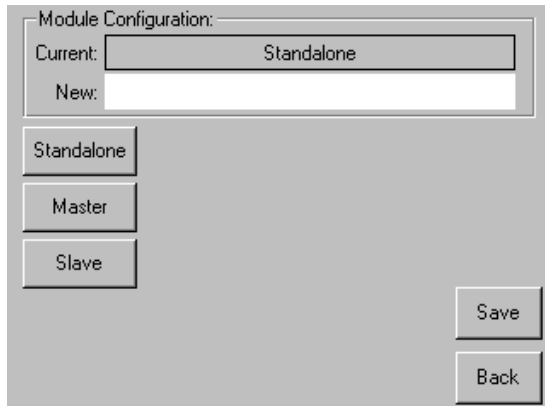 Module Configuration:
Current: Standalone
New:
Standalone
Master
Slave
Save
Back